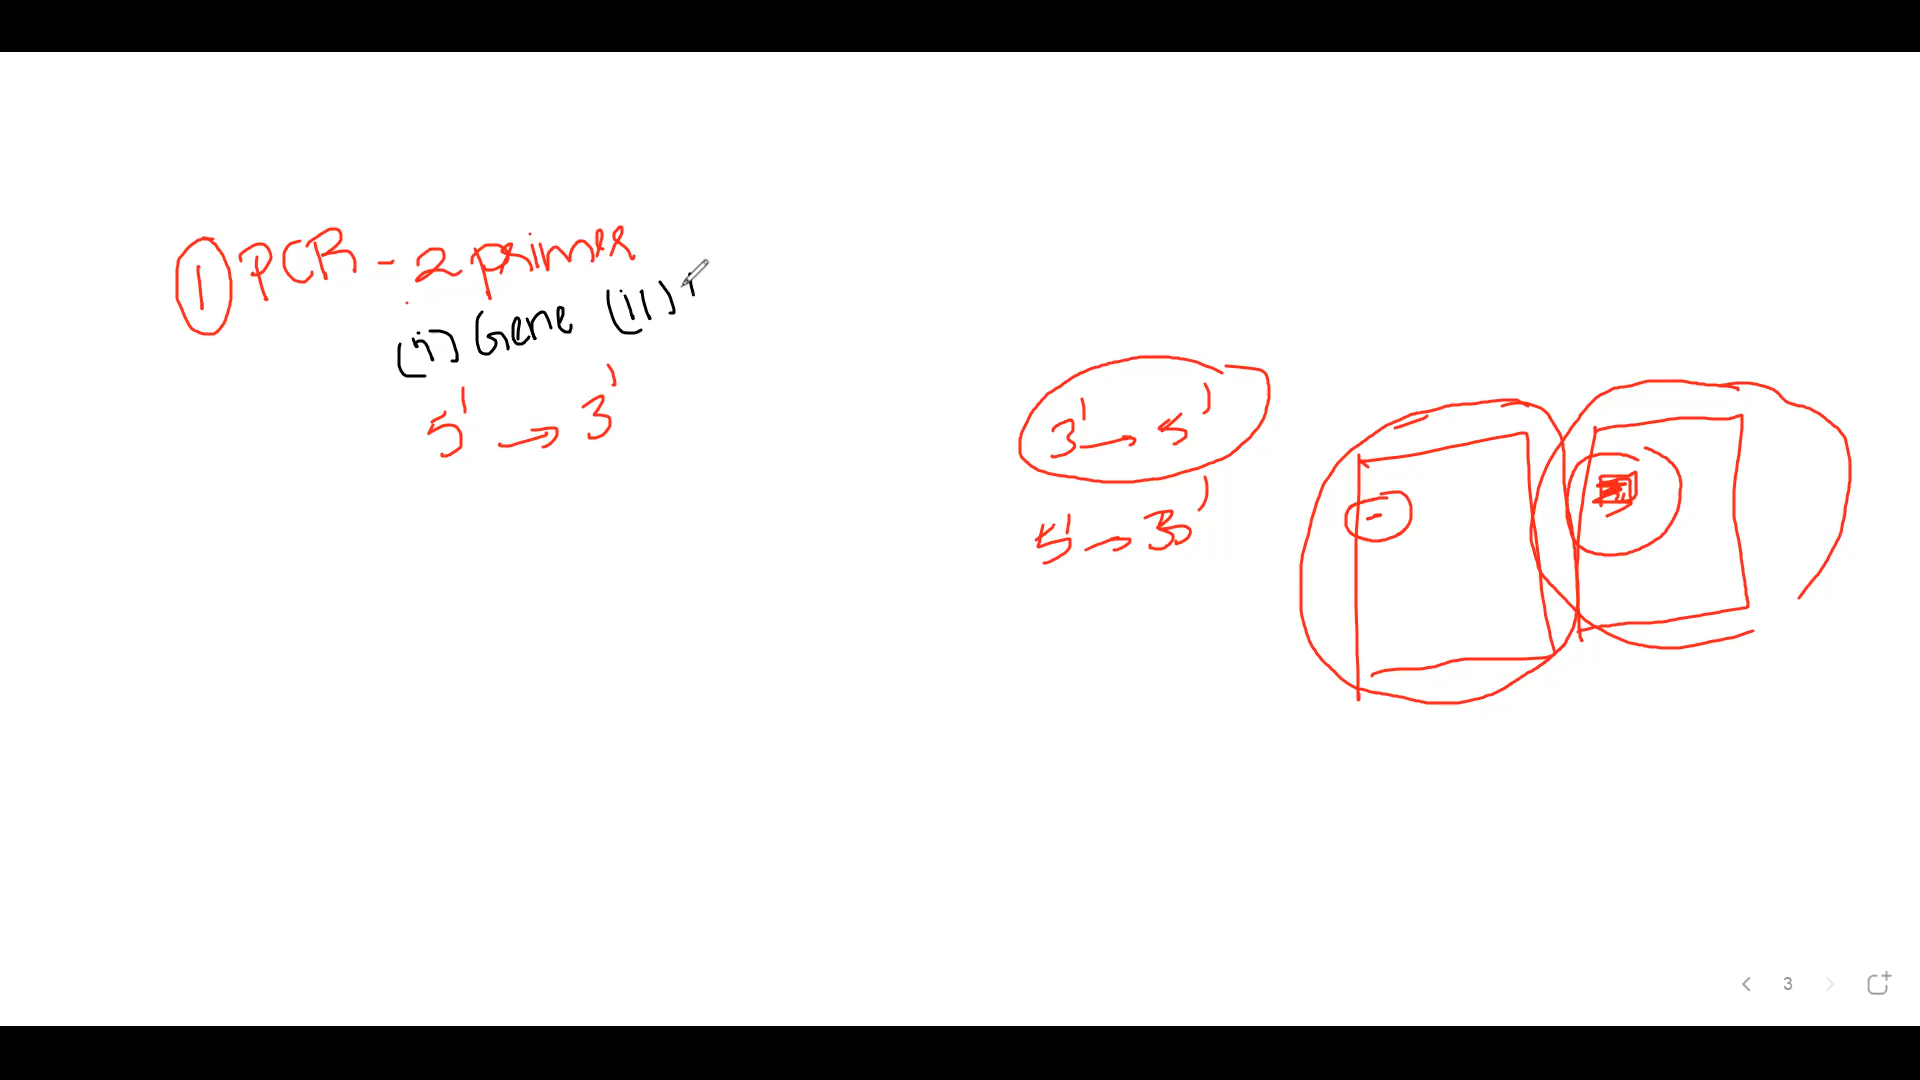 ① PCR - 2 primer
(i) Gene (ii) r
5' → 3'
3' → 5'
5' → 3'
3